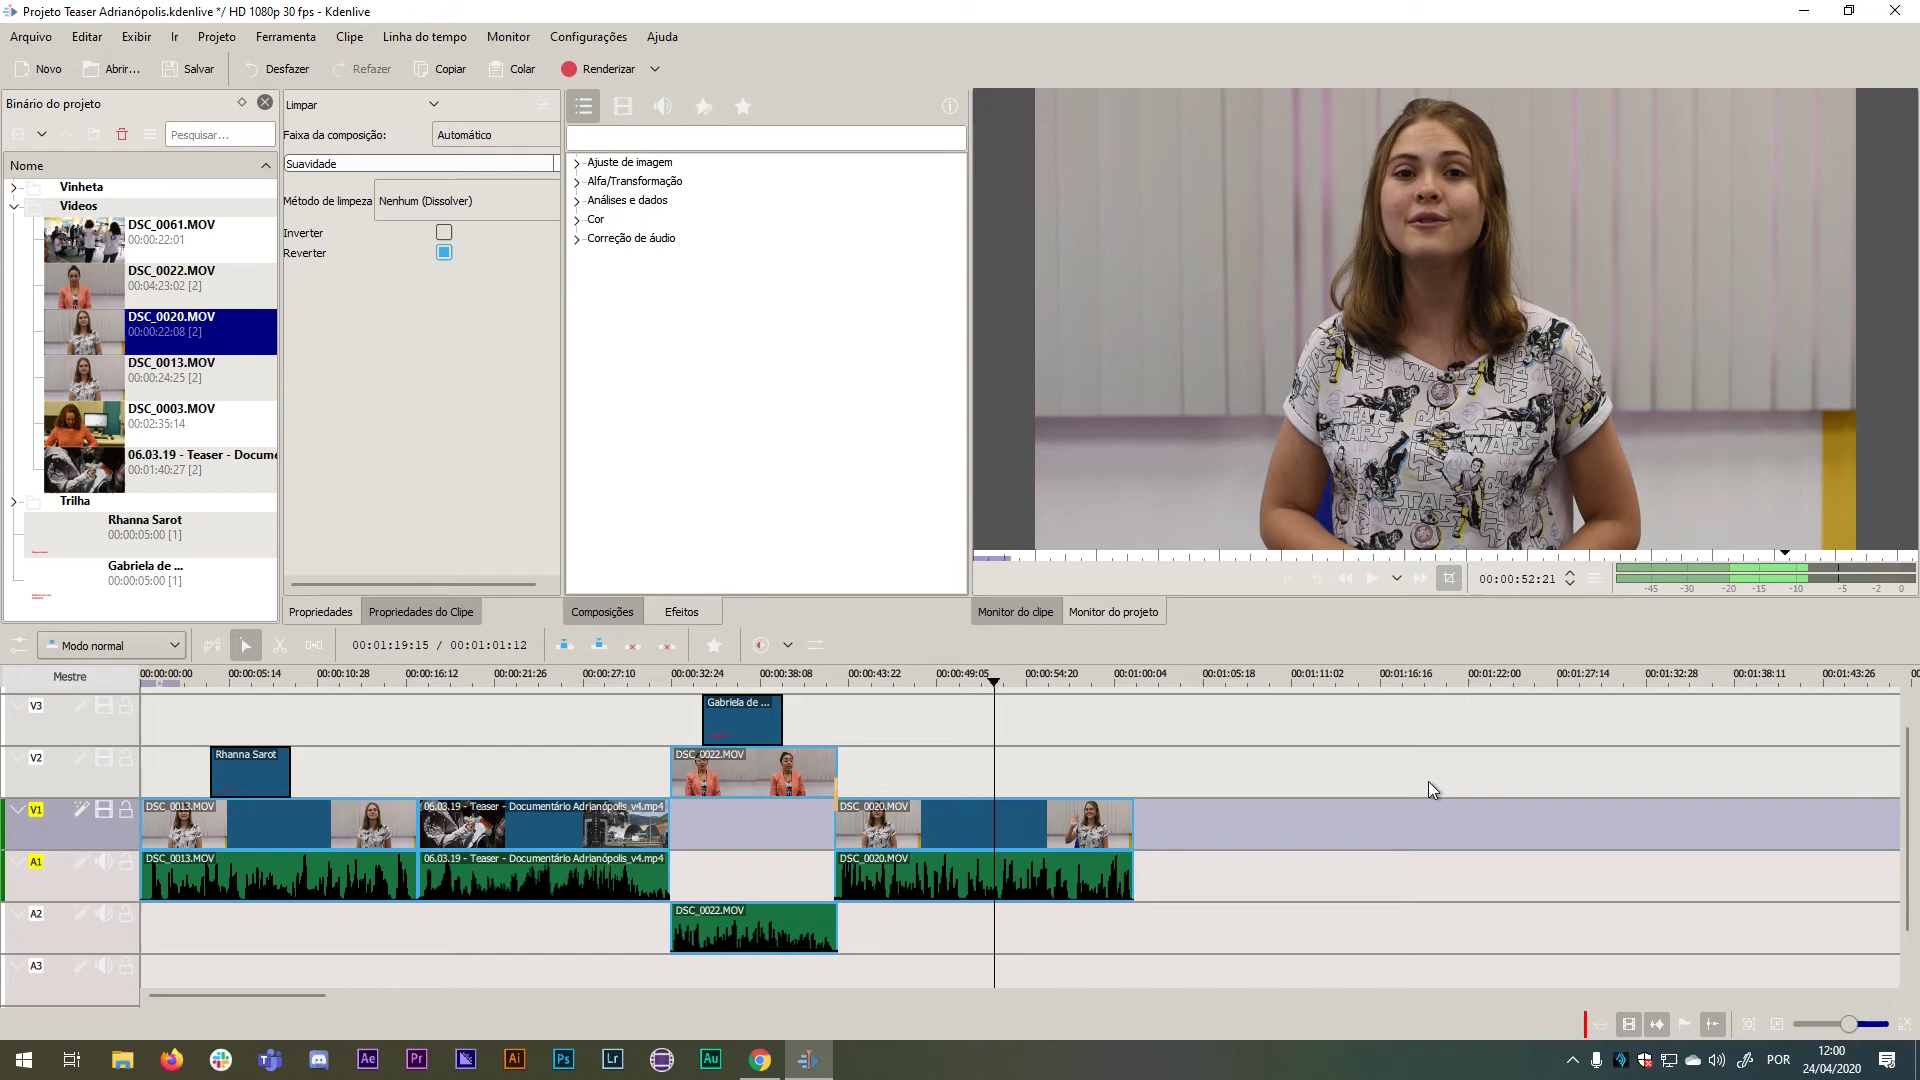 Projeto Teaser Adrianópolis.kdenlive */ HD 1080p 30 fps - Kdenlive
Arquivo Editar Exibir Ir Projeto Ferramenta Clipe Linha do tempo Monitor Configurações Ajuda
Novo Abrir... Salvar Desfazer Refazer Copiar Colar Renderizar
Binário do projeto
Pesquisar...
Nome
Vinheta
Videos
DSC_0061.MOV
00:00:22:01
DSC_0022.MOV
00:04:23:02 [2]
DSC_0020.MOV
00:00:22:08 [2]
DSC_0013.MOV
00:00:24:25 [2]
DSC_0003.MOV
00:02:35:14
06.03.19 - Teaser - Docume
00:01:40:27 [2]
Trilha
Rhanna Sarot
00:00:05:00 [1]
Gabriela de ...
00:00:05:00 [1]
Limpar
Faixa da composição: Automático
Suavidade
Método de limpeza Nenhum (Dissolver)
Inverter
Reverter
Propriedades Propriedades do Clipe
Ajuste de imagem
Alfa/Transformação
Análises e dados
Cor
Correção de áudio
Composições Efeitos
STAR WARS
STAR WARS
STAR WARS
00:00:52:21
-45 -30 -20 -15 -10 -5 -2 0
Monitor do clipe Monitor do projeto
Modo normal 00:01:19:15 / 00:01:01:12
Mestre 00:00:00:00 00:00:05:14 00:00:10:28 00:00:16:12 00:00:21:26 00:00:27:10 00:00:32:24 00:00:38:08 00:00:43:22 00:00:49:05 00:00:54:20 00:01:00:04 00:01:05:18 00:01:11:02 00:01:16:16 00:01:22:00 00:01:27:14 00:01:32:28 00:01:38:11 00:01:43:26 00
V3 Gabriela de ...
V2 Rhanna Sarot DSC_0022.MOV
V1 DSC_0013.MOV 06.03.19 - Teaser - Documentário Adrianópolis_v4.mp4 DSC_0020.MOV
A1 DSC_0013.MOV 06.03.19 - Teaser - Documentário Adrianópolis_v4.mp4 DSC_0020.MOV
A2 DSC_0022.MOV
A3
Ae Pr Ai Ps Lr Au
POR
12:00
24/04/2020